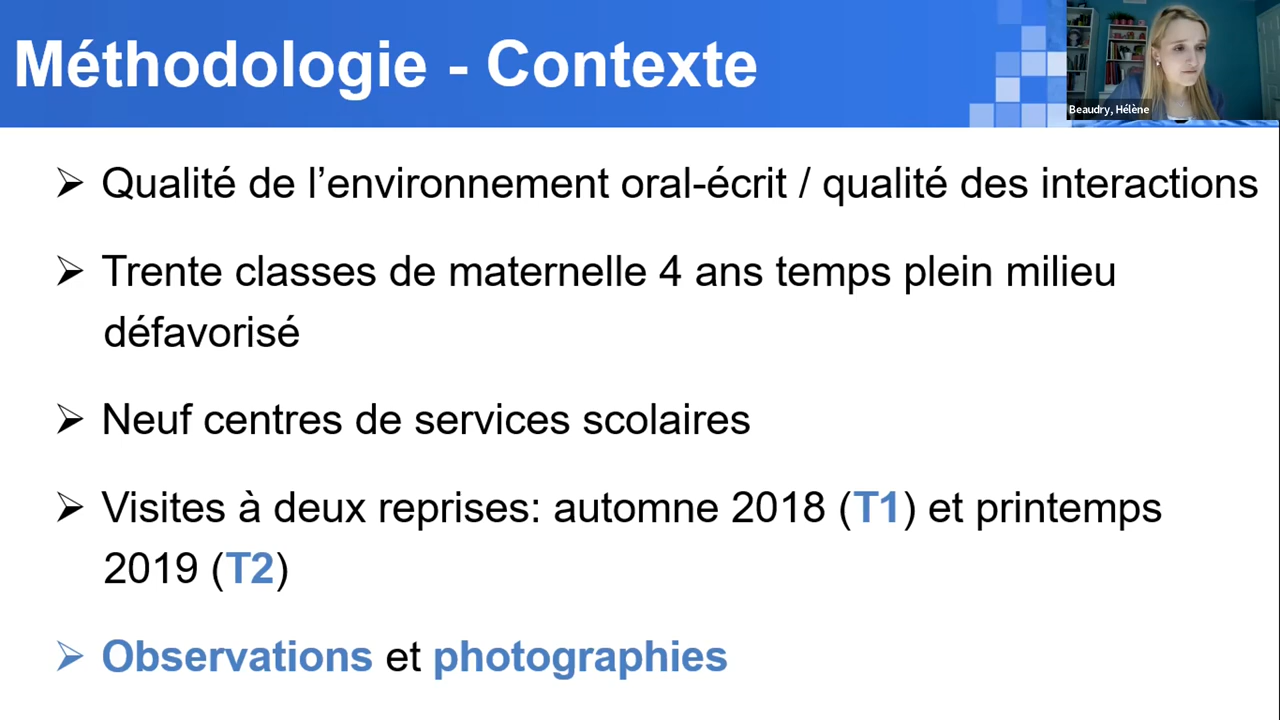 Méthodologie - Contexte
Beaudry, Hélène
➢ Qualité de l’environnement oral-écrit / qualité des interactions
➢ Trente classes de maternelle 4 ans temps plein milieu
défavorisé
➢ Neuf centres de services scolaires
➢ Visites à deux reprises: automne 2018 (T1) et printemps
2019 (T2)
➢ Observations et photographies